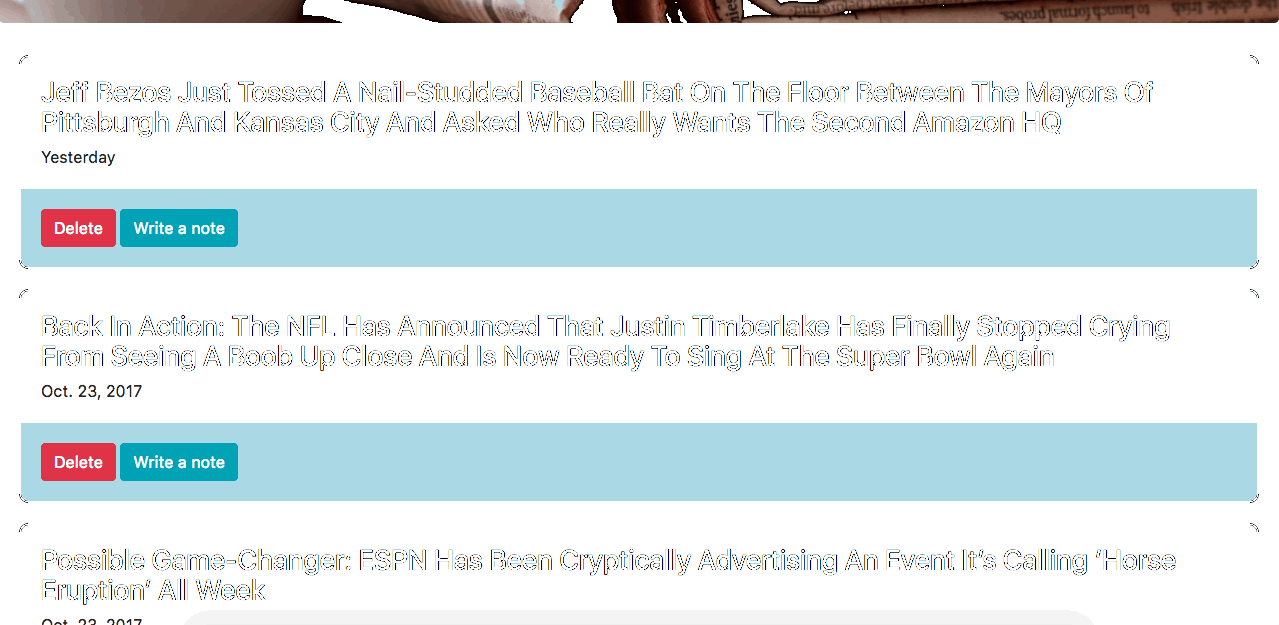 Jeff Bezos Just Tossed A Nail-Studded Baseball Bat On The Floor Between The Mayors Of
Pittsburgh And Kansas City And Asked Who Really Wants The Second Amazon HQ
Yesterday
Delete Write a note
Back In Action: The NFL Has Announced That Justin Timberlake Has Finally Stopped Crying
From Seeing A Boob Up Close And Is Now Ready To Sing At The Super Bowl Again
Oct. 23, 2017
Delete Write a note
Possible Game-Changer: ESPN Has Been Cryptically Advertising An Event It’s Calling ‘Horse
Eruption’ All Week
Oct. 23, 2017